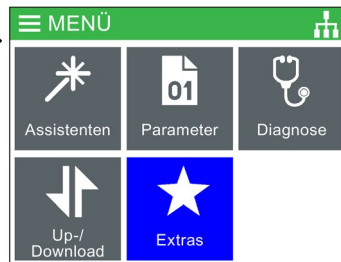 MENÜ
01
Assistenten
Parameter
Diagnose
Up-/
Download
Extras